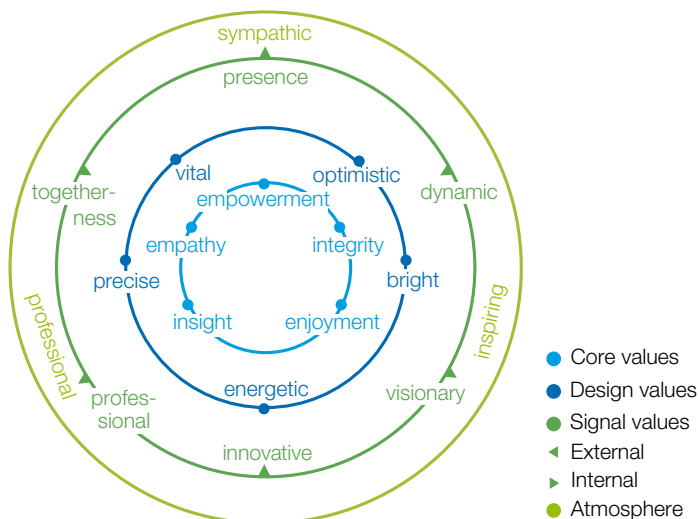 sympathic
presence
vital
optimistic
together-
ness
empowerment
dynamic
empathy
integrity
precise
bright
professional
insight
enjoyment
inspiring
energetic
profes-
sional
visionary
innovative
Core values
Design values
Signal values
External
Internal
Atmosphere